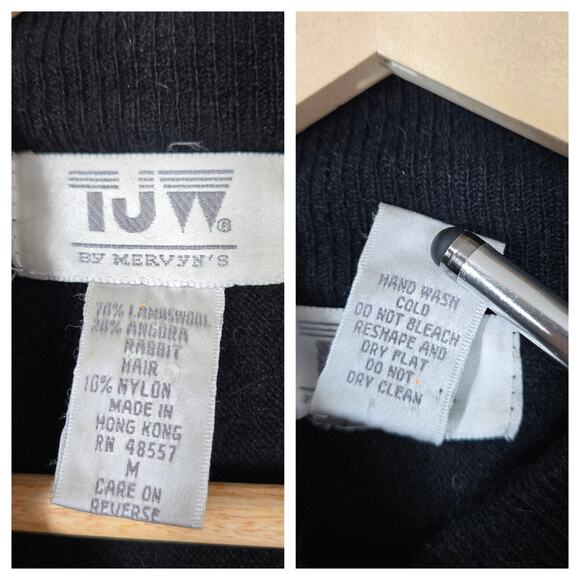 TJW®
BY MERVYN'S
70% LAMBSWOOL
20% ANGORA
RABBIT
HAIR
10% NYLON
MADE IN
HONG KONG
RN 48557
M
CARE ON
REVERSE
HAND WASH
COLD
DO NOT BLEACH
RESHAPE AND
DRY FLAT
DO NOT
DRY CLEAN